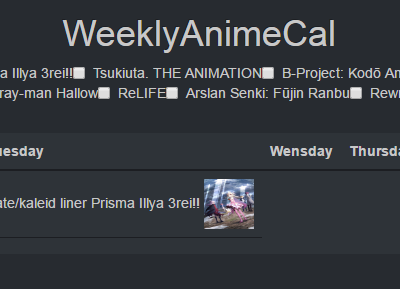 WeeklyAnimeCal
a Illya 3rei!! Tsukiuta. THE ANIMATION B-Project: Kodō An
ray-man Hallow ReLIFE Arslan Senki: Fūjin Ranbu Rew
uesday Wensday Thursda
ate/kaleid liner Prisma Illya 3rei!!